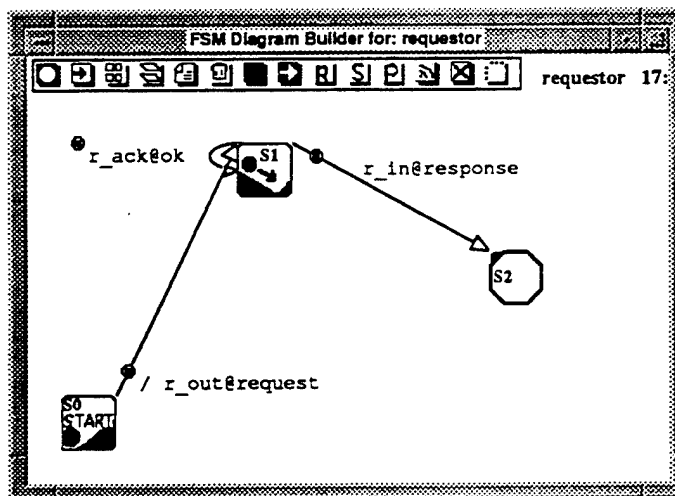 FSM Diagram Builder for: requestor
requestor 17:
r_ack@ok
S1
r_in@response
S2
/ r_out@request
S0
START